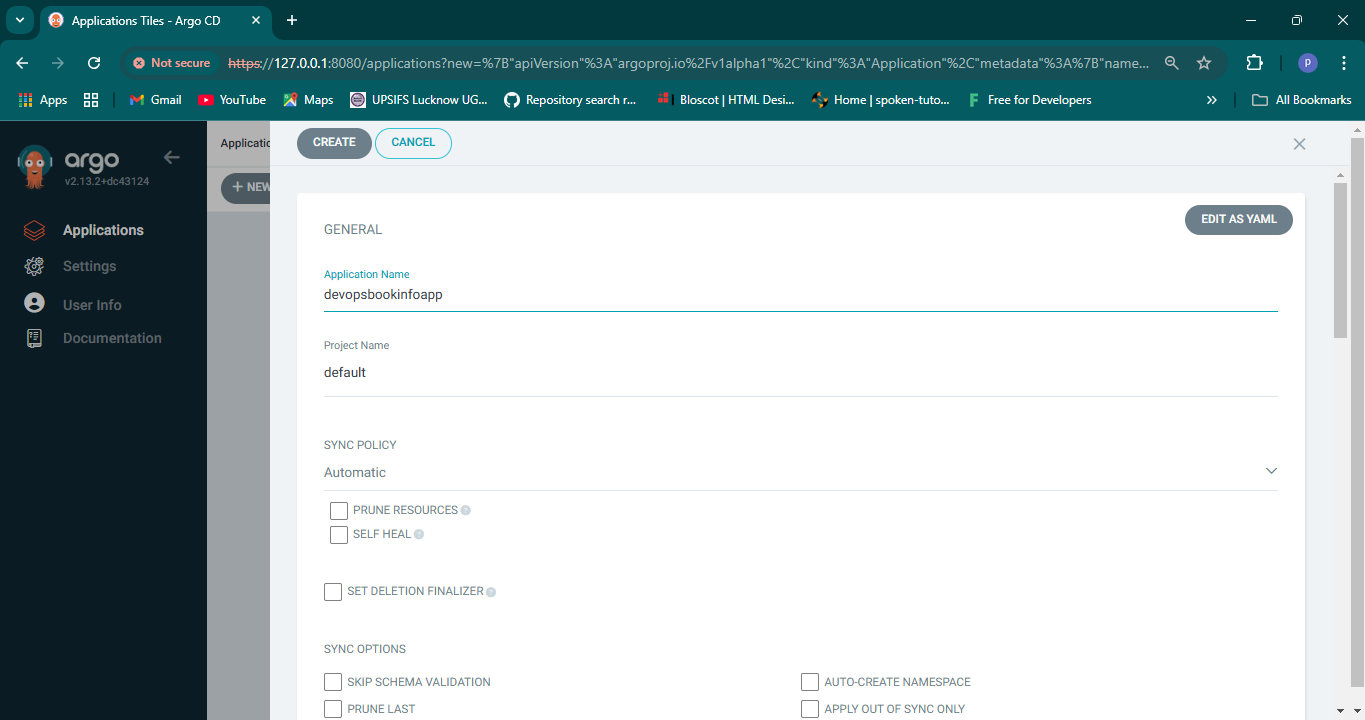 Applications Tiles - Argo CD
Not secure https://127.0.0.1:8080/applications?new=%7B"apiVersion"%3A"argoproj.io%2Fv1alpha1"%2C"kind"%3A"Application"%2C"metadata"%3A%7B"name... P
Apps Gmail YouTube Maps UPSIFS Lucknow UG... Repository search r... Bloscot | HTML Desi... Home | spoken-tuto... Free for Developers » All Bookmarks
argo
v2.13.2+dc43124
Applications
Settings
User Info
Documentation
Applicatic
+ NEW
CREATE CANCEL
GENERAL
EDIT AS YAML
Application Name
devopsbookinfoapp
Project Name
default
SYNC POLICY
Automatic
PRUNE RESOURCES
SELF HEAL
SET DELETION FINALIZER
SYNC OPTIONS
SKIP SCHEMA VALIDATION AUTO-CREATE NAMESPACE
PRUNE LAST APPLY OUT OF SYNC ONLY